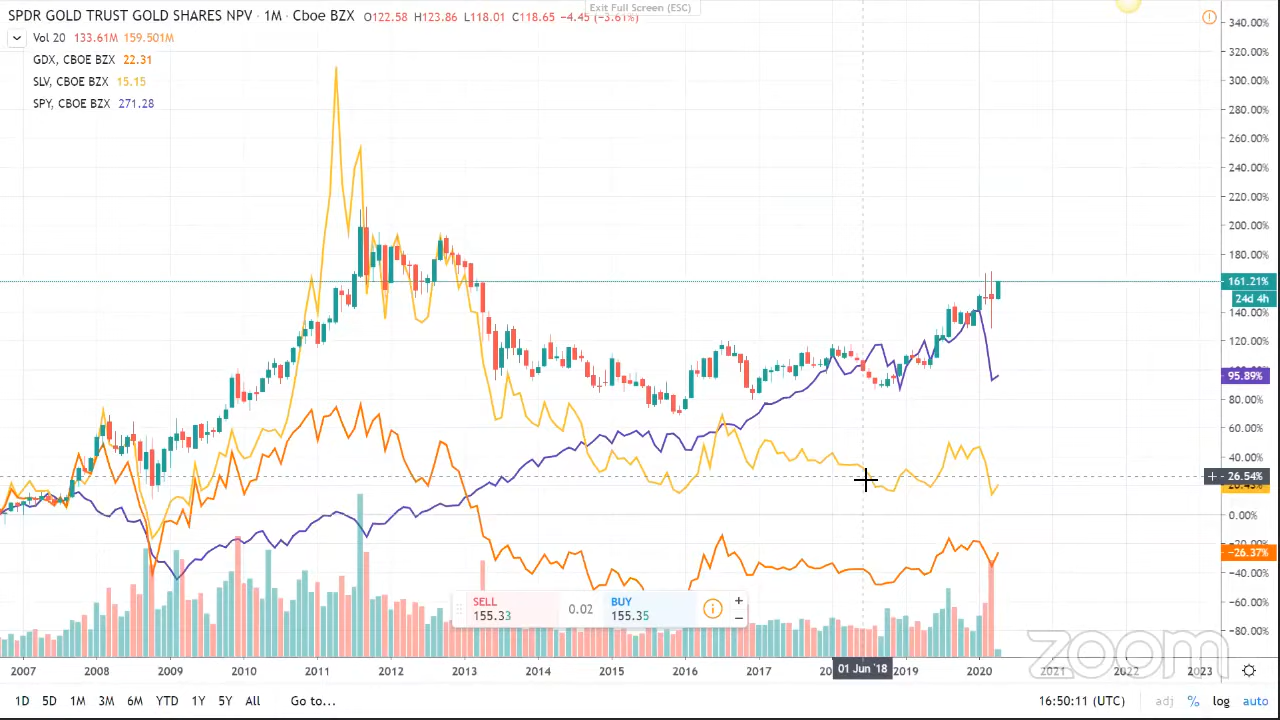 SPDR GOLD TRUST GOLD SHARES NPV · 1M · Cboe BZX O122.58 H123.86 L118.01 C118.65 −4.45 (−3.61%)
Exit Full Screen (ESC)
Vol 20 133.61M 159.501M
GDX, CBOE BZX 22.31
SLV, CBOE BZX 15.15
SPY, CBOE BZX 271.28
340.00%
320.00%
300.00%
280.00%
260.00%
240.00%
220.00%
200.00%
180.00%
161.21%
24d 4h
140.00%
120.00%
95.89%
80.00%
60.00%
40.00%
26.54%
0.00%
−26.37%
−40.00%
−60.00%
−80.00%
SELL
155.33
0.02
BUY
155.35
zoom
2007 2008 2009 2010 2011 2012 2013 2014 2015 2016 2017 01 Jun '18 2019 2020 2021 2022 2023
1D 5D 1M 3M 6M YTD 1Y 5Y All Go to... 16:50:11 (UTC) adj % log auto